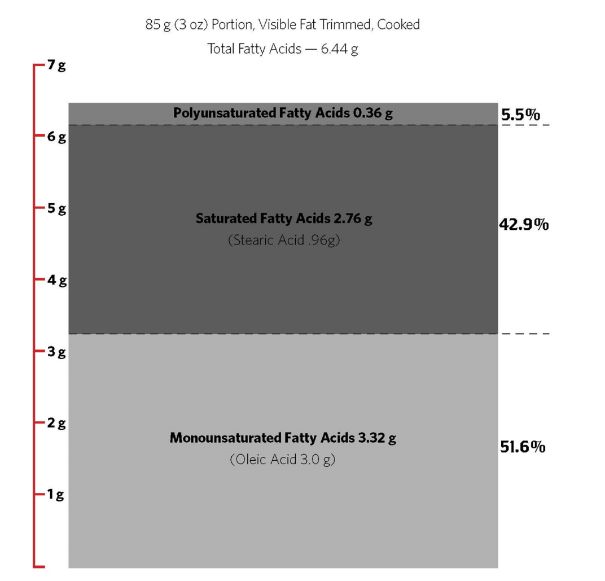 85 g (3 oz) Portion, Visible Fat Trimmed, Cooked
Total Fatty Acids — 6.44 g
7 g
Polyunsaturated Fatty Acids 0.36 g
5.5%
6 g
5 g
Saturated Fatty Acids 2.76 g
42.9%
(Stearic Acid .96g)
4 g
3 g
2 g
Monounsaturated Fatty Acids 3.32 g
51.6%
(Oleic Acid 3.0 g)
1 g